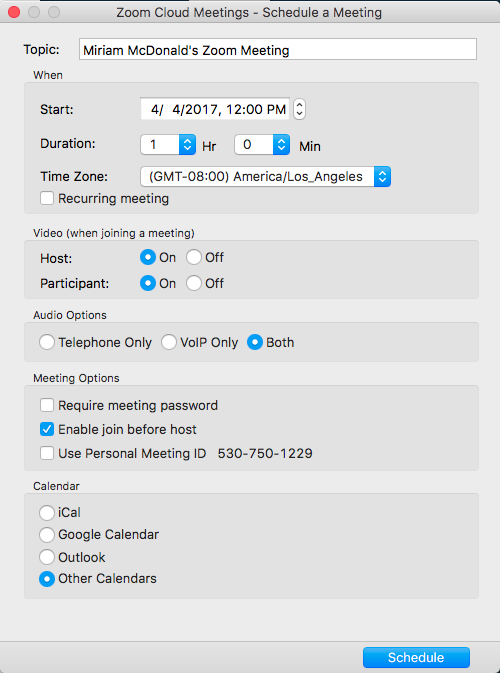 Zoom Cloud Meetings - Schedule a Meeting
Topic: Miriam McDonald's Zoom Meeting
When
Start: 4/ 4/2017, 12:00 PM
Duration: 1 Hr 0 Min
Time Zone: (GMT-08:00) America/Los_Angeles
Recurring meeting
Video (when joining a meeting)
Host: On Off
Participant: On Off
Audio Options
Telephone Only VoIP Only Both
Meeting Options
Require meeting password
Enable join before host
Use Personal Meeting ID 530-750-1229
Calendar
iCal
Google Calendar
Outlook
Other Calendars
Schedule